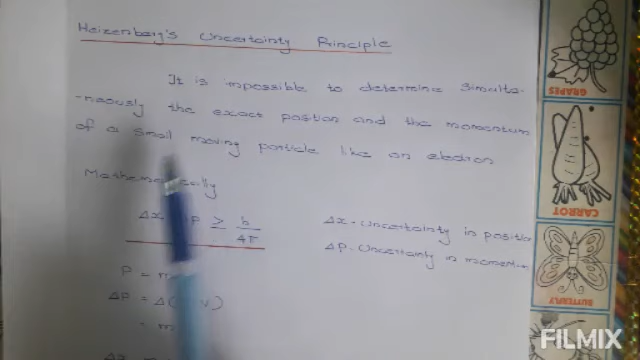 Heizenberg's Uncertainty Principle
It is impossible to determine simulta-
-neously the exact position and the momentum
of a small moving particle like an electron
Mathematically
Δx P ≥ h/4π
Δx - Uncertainty in positio
ΔP - Uncertainty in momentu
P = m
ΔP = Δ( v)
= m
GRAPES
CARROT
BUTTERFLY
FILMIX